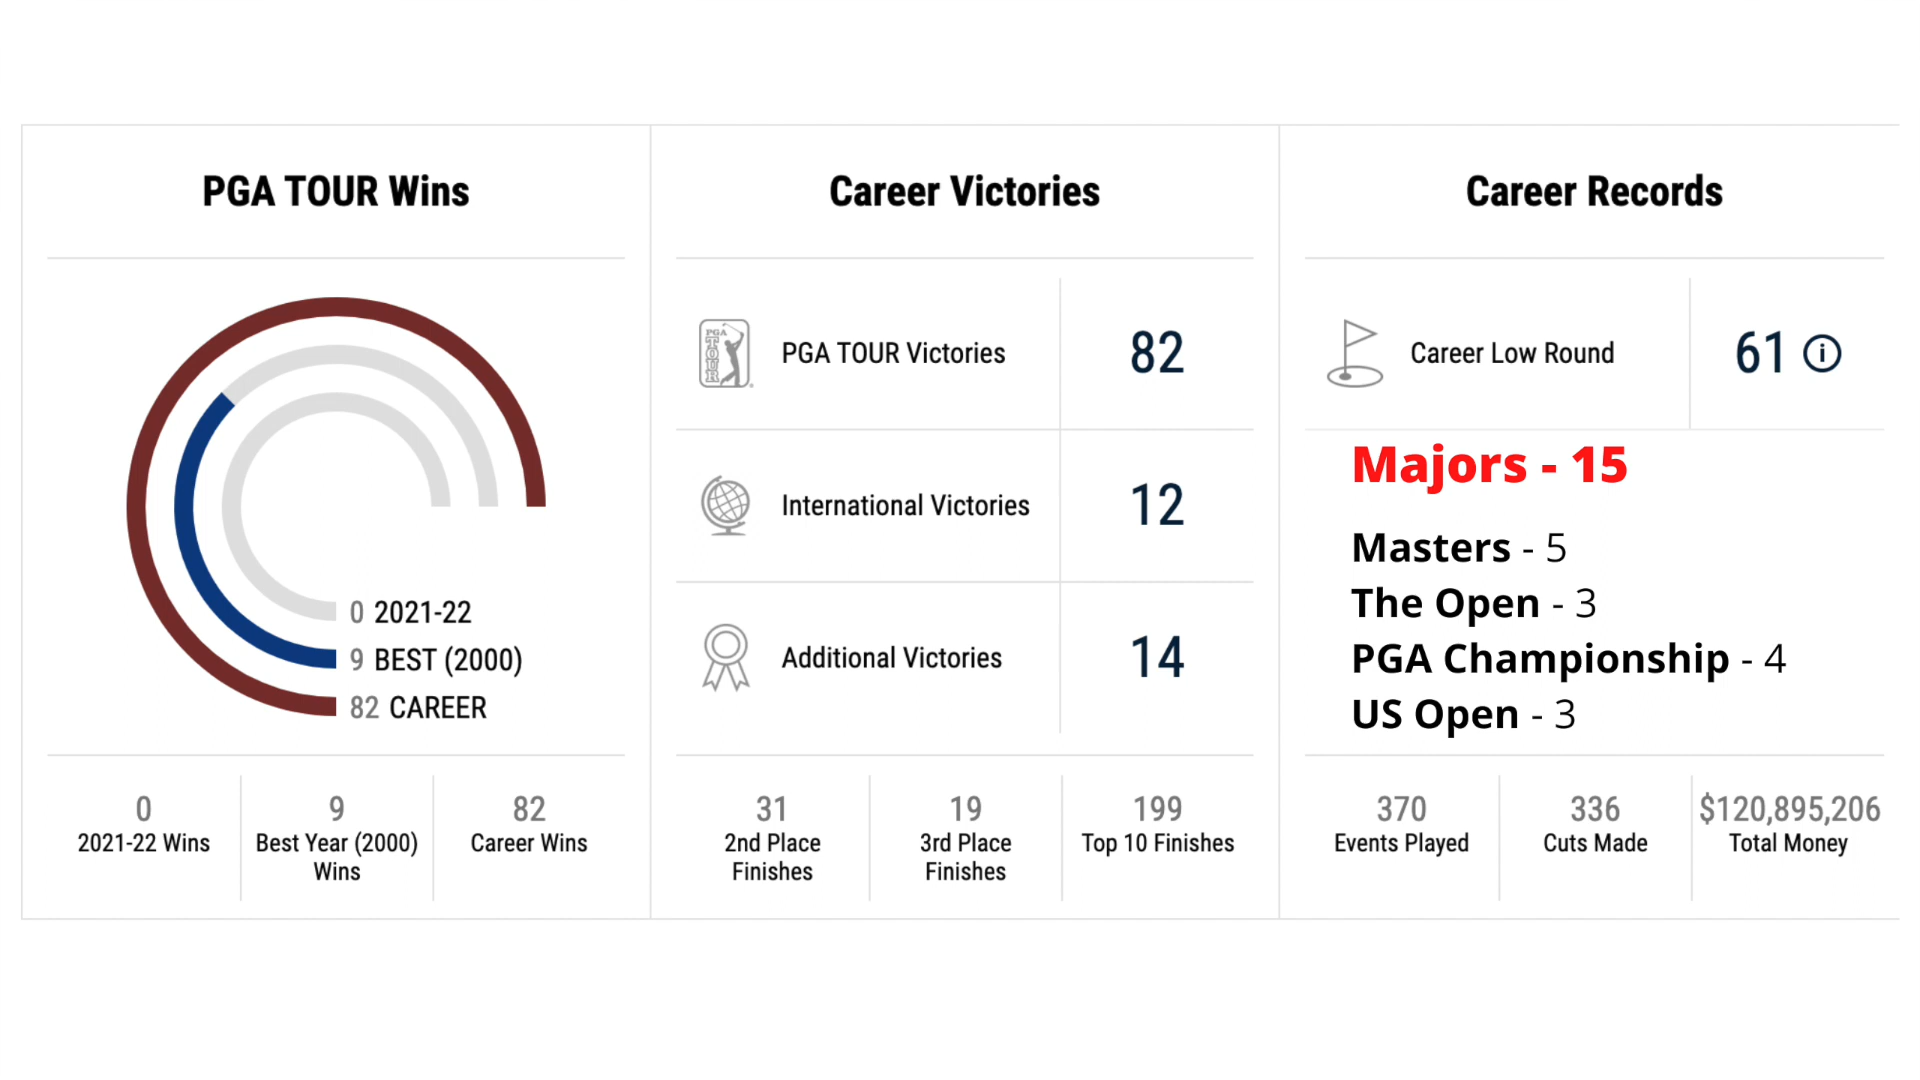 PGA TOUR Wins
0 2021-22
9 BEST (2000)
82 CAREER
0
2021-22 Wins
9
Best Year (2000)
Wins
82
Career Wins
Career Victories
PGA
TOUR
PGA TOUR Victories
82
International Victories
12
Additional Victories
14
31
2nd Place
Finishes
19
3rd Place
Finishes
199
Top 10 Finishes
Career Records
Career Low Round
61 i
Majors - 15
Masters - 5
The Open - 3
PGA Championship - 4
US Open - 3
370
Events Played
336
Cuts Made
$120,895,206
Total Money